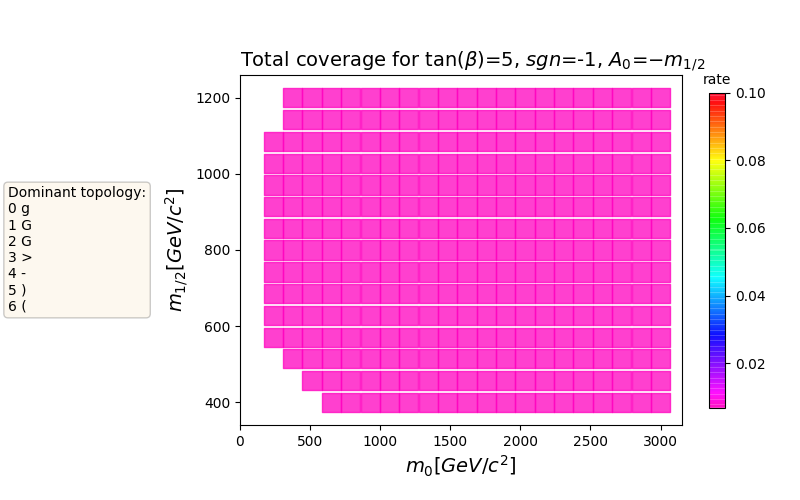 Total coverage for tan(β)=5, sgn=-1, A₀=−m₁/₂
rate
Dominant topology:
0 g
1 G
2 G
3 >
4 -
5 )
6 (
m₁/₂[GeV/c²]
1200
1000
800
600
400
0 500 1000 1500 2000 2500 3000
m₀[GeV/c²]
0.10
0.08
0.06
0.04
0.02